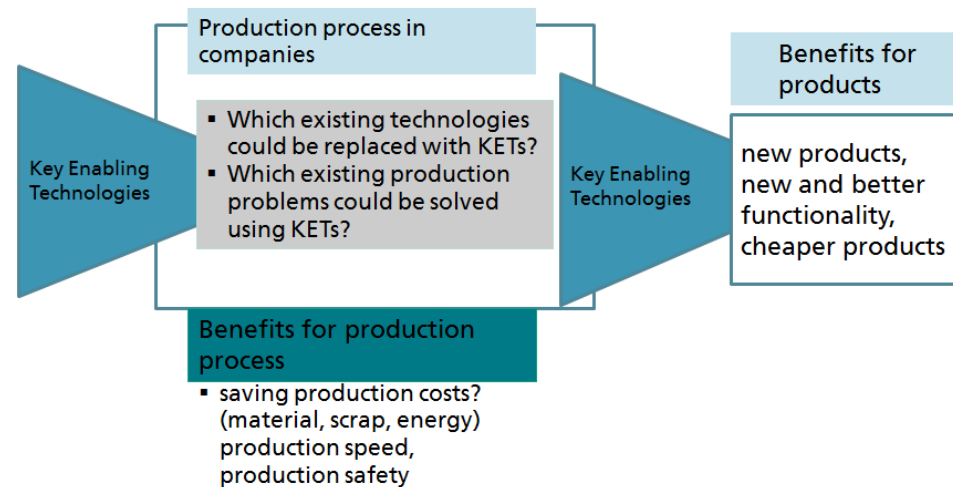 Production process in
companies
Key Enabling
Technologies
▪ Which existing technologies
could be replaced with KETs?
▪ Which existing production
problems could be solved
using KETs?
Key Enabling
Technologies
Benefits for
products
new products,
new and better
functionality,
cheaper products
Benefits for production
process
▪ saving production costs?
(material, scrap, energy)
production speed,
production safety